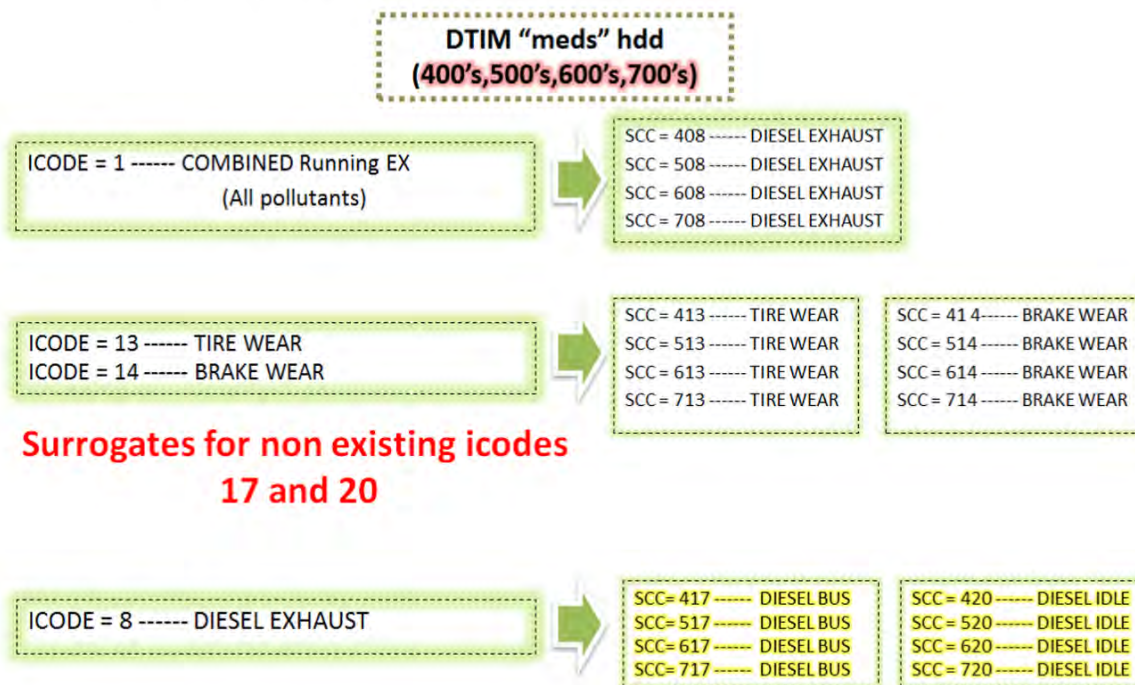 DTIM “meds” hdd
(400’s,500’s,600’s,700’s)
ICODE = 1 ------ COMBINED Running EX
(All pollutants)
SCC = 408 ------ DIESEL EXHAUST
SCC = 508 ------ DIESEL EXHAUST
SCC = 608 ------ DIESEL EXHAUST
SCC = 708 ------ DIESEL EXHAUST
ICODE = 13 ------ TIRE WEAR
ICODE = 14 ------ BRAKE WEAR
SCC = 413 ------ TIRE WEAR
SCC = 513 ------ TIRE WEAR
SCC = 613 ------ TIRE WEAR
SCC = 713 ------ TIRE WEAR
SCC = 41 4------ BRAKE WEAR
SCC = 514 ------ BRAKE WEAR
SCC = 614 ------ BRAKE WEAR
SCC = 714 ------ BRAKE WEAR
Surrogates for non existing icodes
17 and 20
ICODE = 8 ------ DIESEL EXHAUST
SCC= 417 ------ DIESEL BUS
SCC= 517 ------ DIESEL BUS
SCC= 617 ------ DIESEL BUS
SCC= 717 ------ DIESEL BUS
SCC = 420 ------ DIESEL IDLE
SCC = 520 ------ DIESEL IDLE
SCC = 620 ------ DIESEL IDLE
SCC = 720 ------ DIESEL IDLE